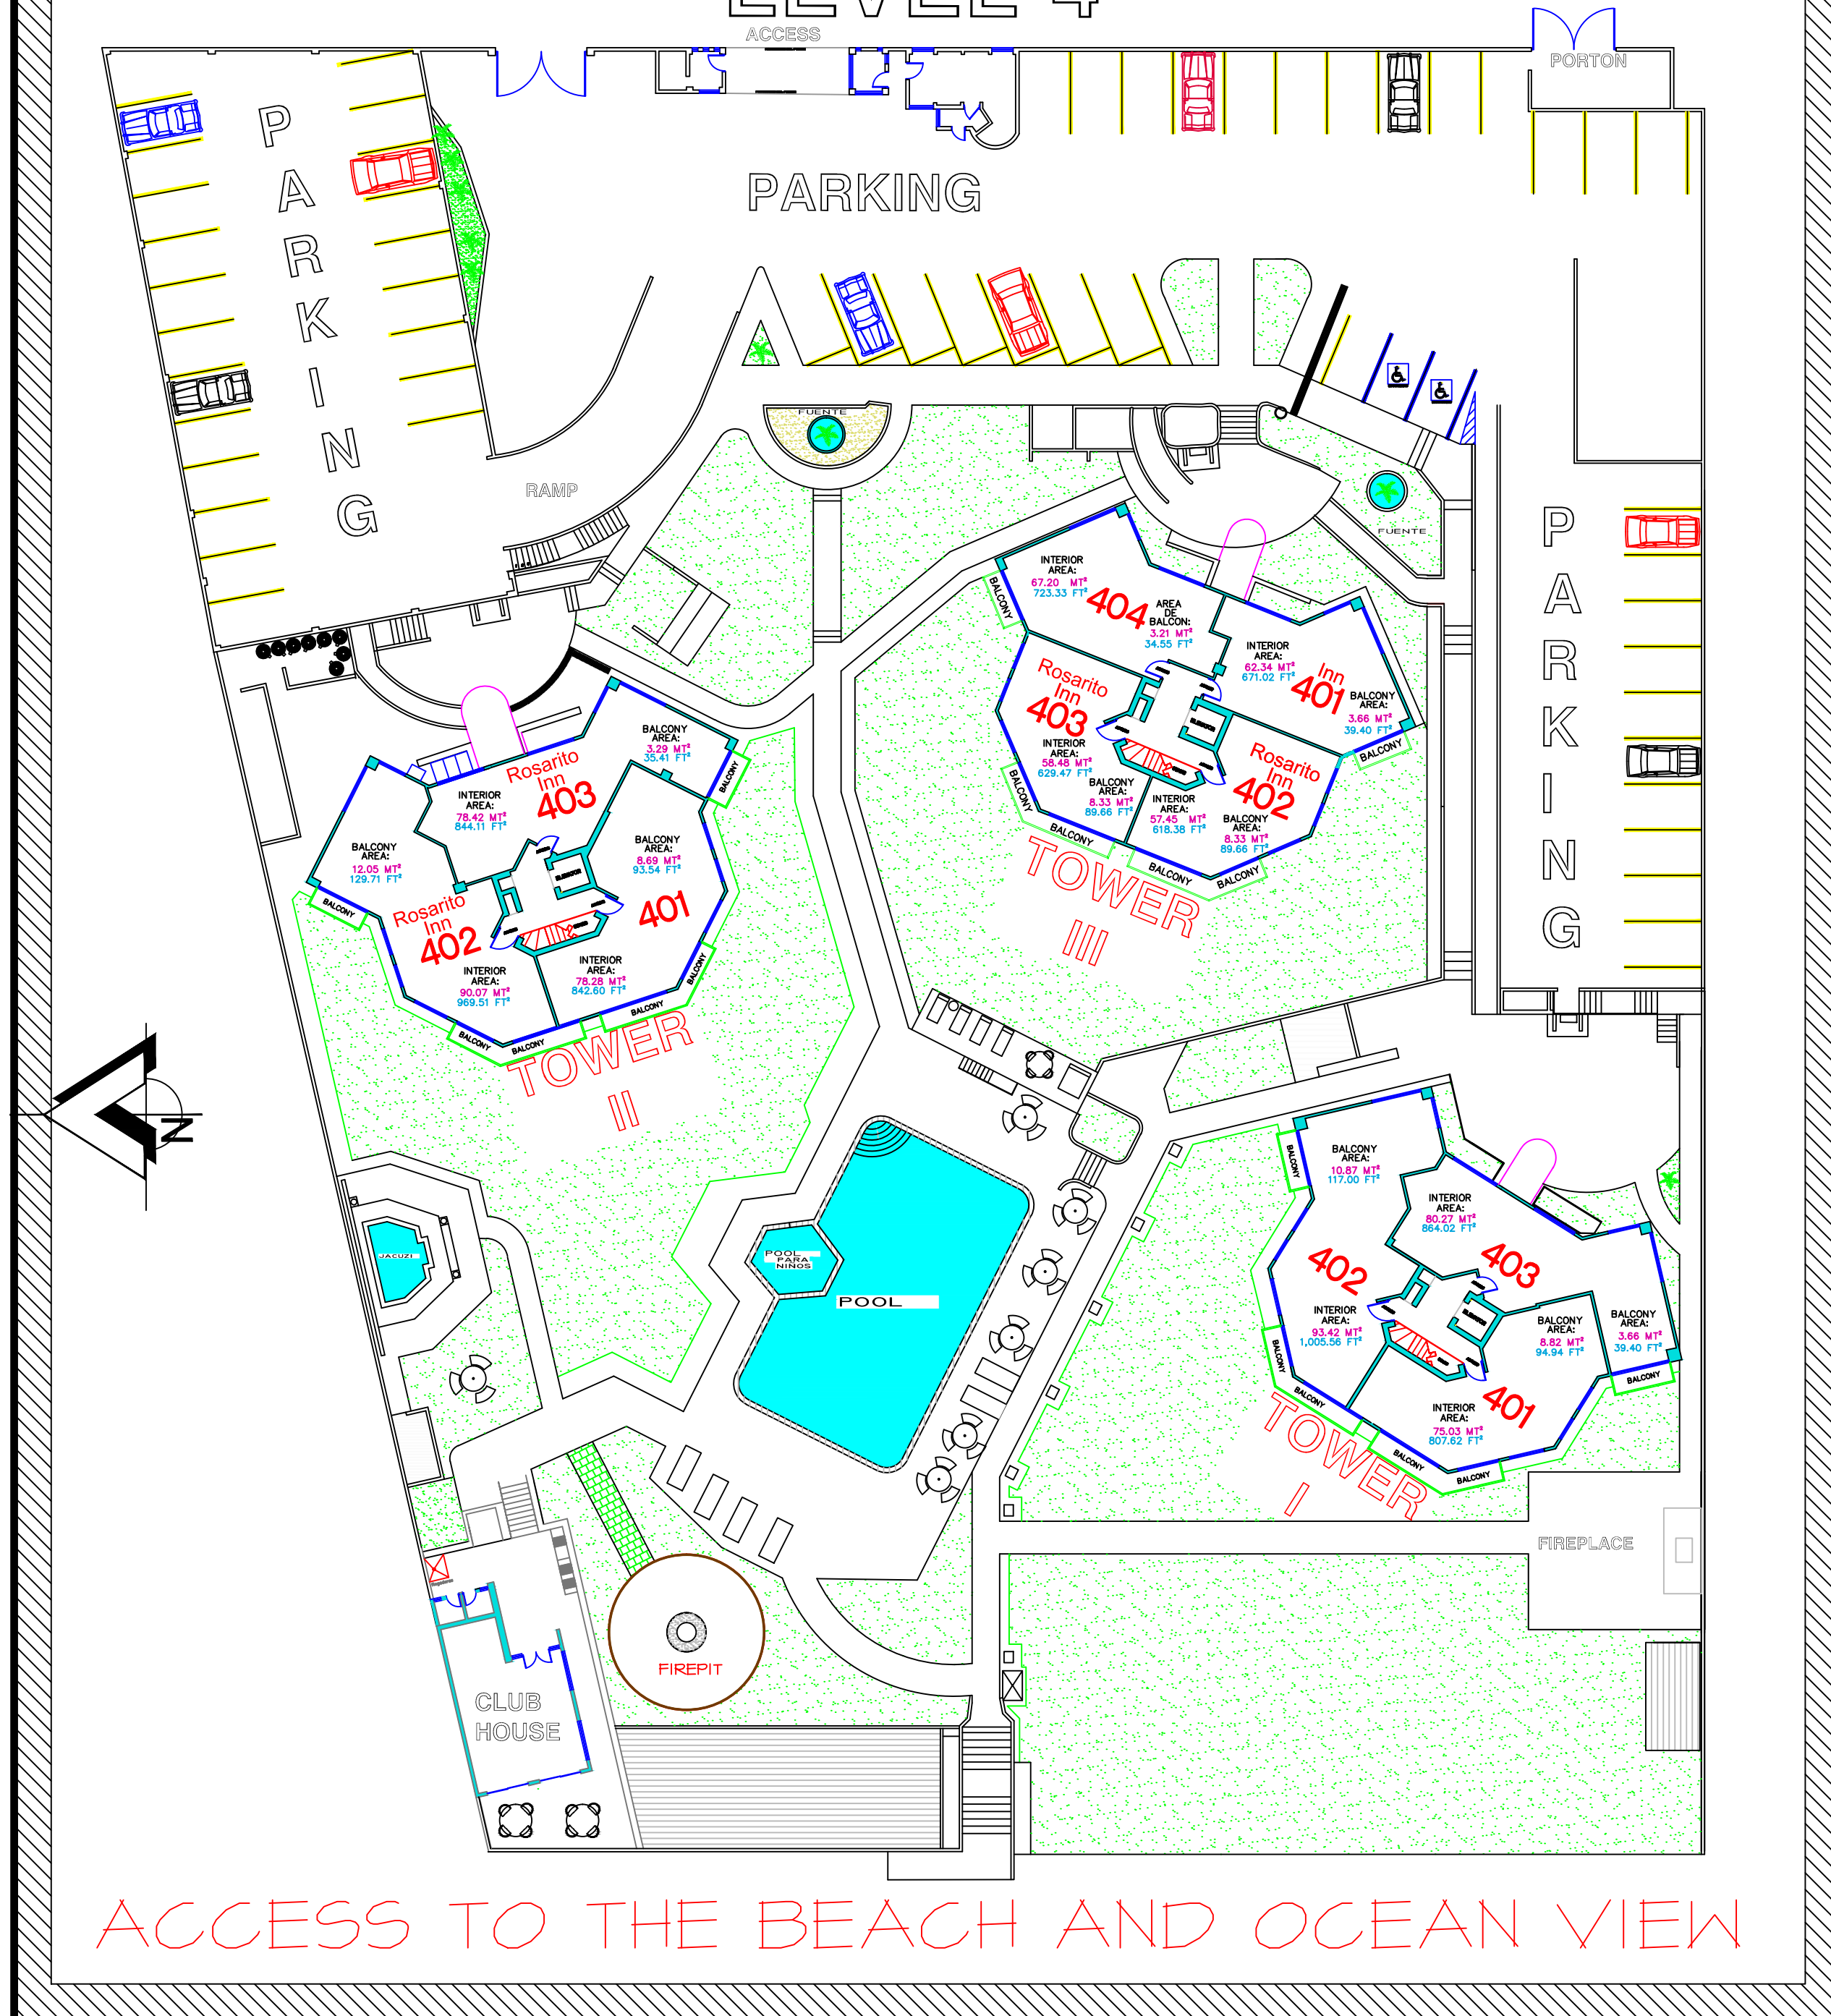 LEVEL 4
ACCESS
PORTON
PARKING
PARKING
RAMP
FUENTE
FUENTE
PARKING
INTERIOR
AREA:
67.20 MT²
723.33 FT²
404
AREA
DE
BALCON:
3.21 MT²
34.55 FT²
BALCONY
INTERIOR
AREA:
62.34 MT²
671.02 FT²
Inn
401
BALCONY
AREA:
3.66 MT²
39.40 FT²
BALCONY
Rosarito
Inn
403
INTERIOR
AREA:
58.48 MT²
629.47 FT²
BALCONY
AREA:
8.33 MT²
89.66 FT²
BALCONY
BALCONY
ELEVATOR
Rosarito
Inn
402
INTERIOR
AREA:
57.45 MT²
618.38 FT²
BALCONY
AREA:
8.33 MT²
89.66 FT²
BALCONY
BALCONY
TOWER
III
BALCONY
AREA:
3.29 MT²
35.41 FT²
BALCONY
Rosarito
Inn
403
INTERIOR
AREA:
78.42 MT²
844.11 FT²
BALCONY
AREA:
12.05 MT²
129.71 FT²
BALCONY
BALCONY
AREA:
8.69 MT²
93.54 FT²
ELEVATOR
401
Rosarito
Inn
402
INTERIOR
AREA:
90.07 MT²
969.51 FT²
INTERIOR
AREA:
78.28 MT²
842.60 FT²
BALCONY
BALCONY
BALCONY
BALCONY
TOWER
II
N
BALCONY
AREA:
10.87 MT²
117.00 FT²
BALCONY
INTERIOR
AREA:
80.27 MT²
864.02 FT²
402
403
INTERIOR
AREA:
93.42 MT²
1,005.56 FT²
ELEVATOR
BALCONY
AREA:
8.82 MT²
94.94 FT²
BALCONY
AREA:
3.66 MT²
39.40 FT²
BALCONY
BALCONY
BALCONY
401
INTERIOR
AREA:
75.03 MT²
807.62 FT²
BALCONY
BALCONY
TOWER
I
JACUZI
POOL
PARA
NIÑOS
POOL
FIREPLACE
FIREPIT
CLUB
HOUSE
ACCESS TO THE BEACH AND OCEAN VIEW